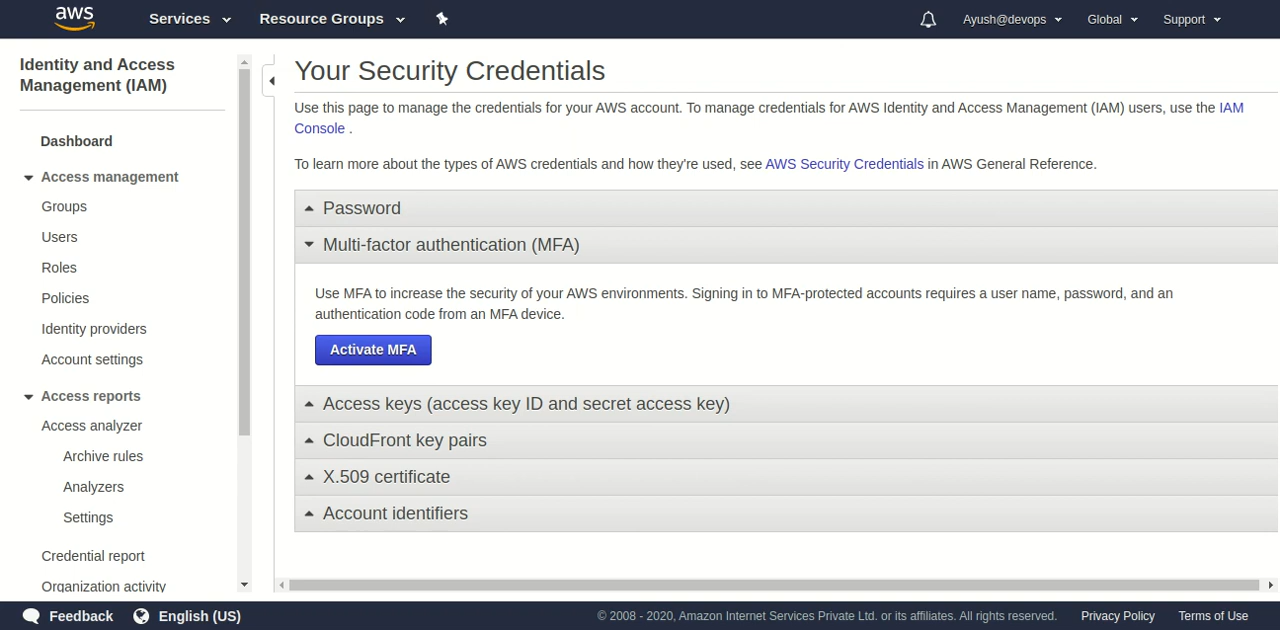 aws Services Resource Groups Ayush@devops Global Support
Identity and Access
Management (IAM)
Dashboard
Access management
Groups
Users
Roles
Policies
Identity providers
Account settings
Access reports
Access analyzer
Archive rules
Analyzers
Settings
Credential report
Organization activity
Your Security Credentials
Use this page to manage the credentials for your AWS account. To manage credentials for AWS Identity and Access Management (IAM) users, use the IAM
Console .
To learn more about the types of AWS credentials and how they're used, see AWS Security Credentials in AWS General Reference.
Password
Multi-factor authentication (MFA)
Use MFA to increase the security of your AWS environments. Signing in to MFA-protected accounts requires a user name, password, and an
authentication code from an MFA device.
Activate MFA
Access keys (access key ID and secret access key)
CloudFront key pairs
X.509 certificate
Account identifiers
Feedback English (US) © 2008 - 2020, Amazon Internet Services Private Ltd. or its affiliates. All rights reserved. Privacy Policy Terms of Use